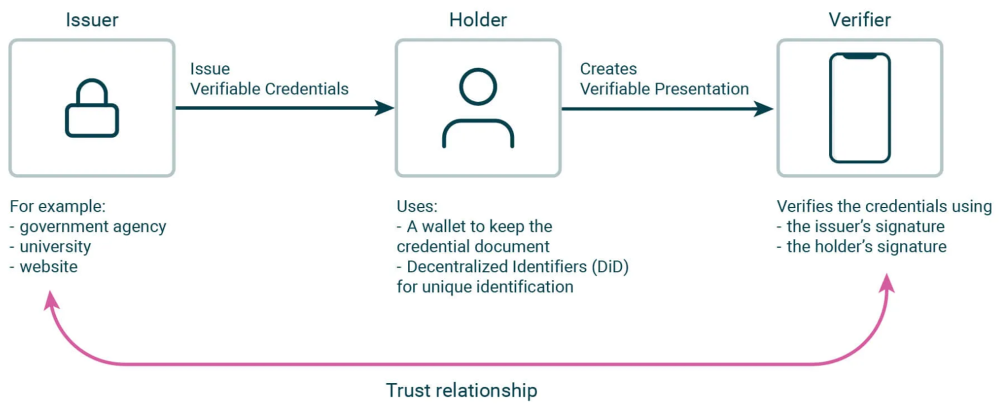 Issuer
Holder
Verifier
Issue
Verifiable Credentials
Creates
Verifiable Presentation
For example:
- government agency
- university
- website
Uses:
- A wallet to keep the
credential document
- Decentralized Identifiers (DiD)
for unique identification
Verifies the credentials using
- the issuer’s signature
- the holder’s signature
Trust relationship